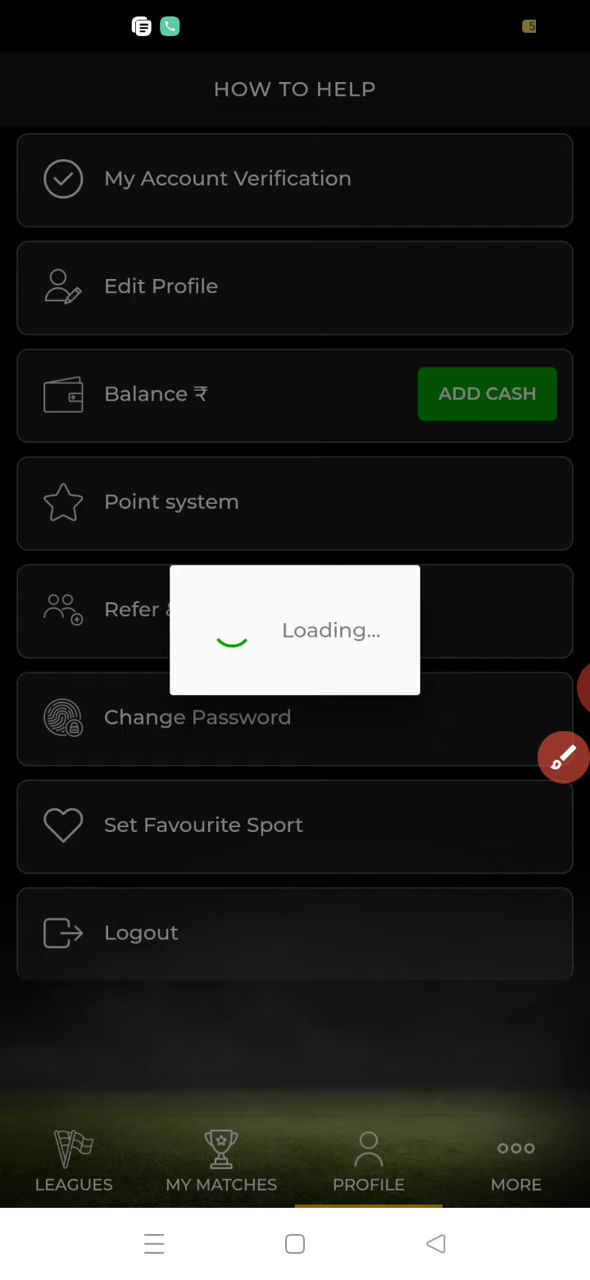 5
HOW TO HELP
My Account Verification
Edit Profile
Balance ₹
ADD CASH
Point system
Refer
Loading...
Change Password
Set Favourite Sport
Logout
LEAGUES
MY MATCHES
PROFILE
MORE